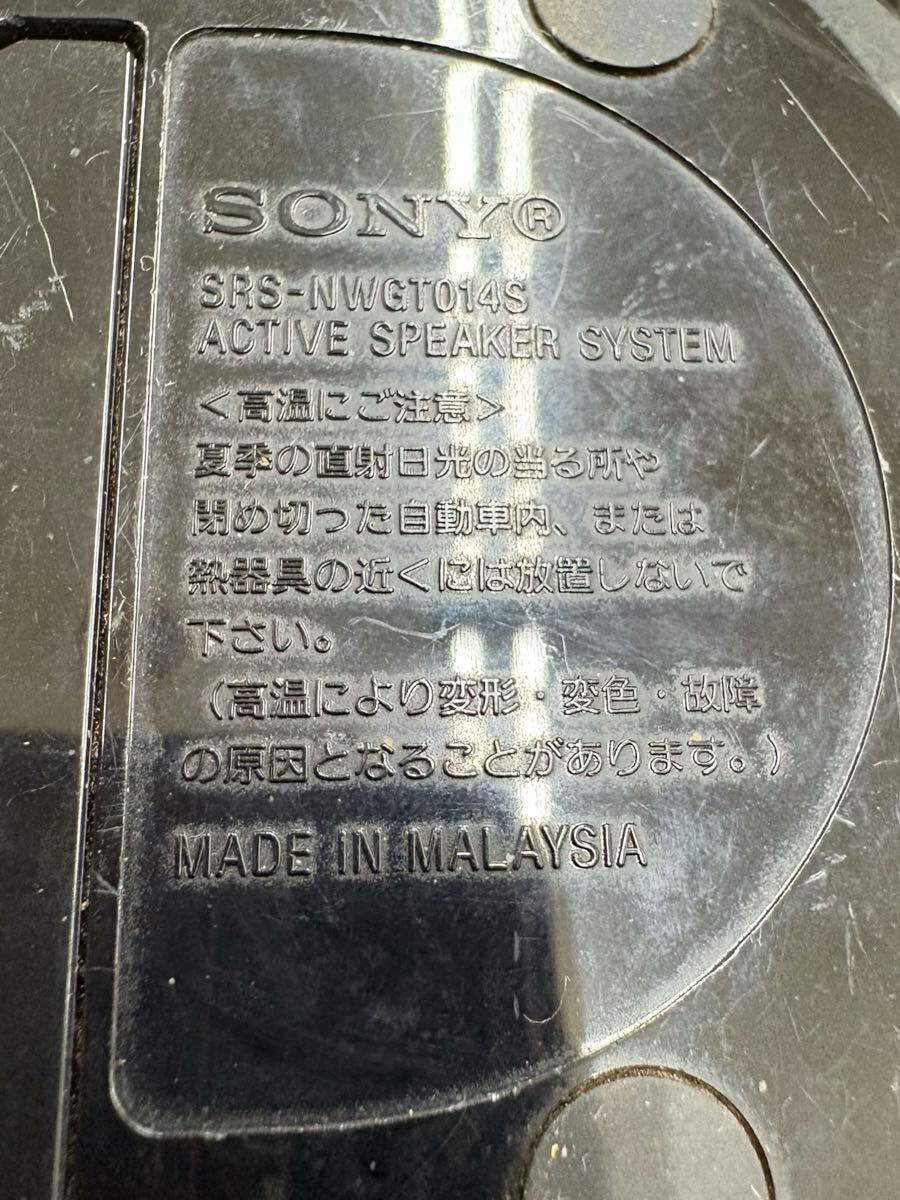 SONY®
SRS-NWGT014S
ACTIVE SPEAKER SYSTEM
<高温にご注意>
夏季の直射日光の当る所や
閉め切った自動車内、または
熱器具の近くには放置しないで
下さい。
(高温により変形・変色・故障
の原因となることがあります。)
MADE IN MALAYSIA